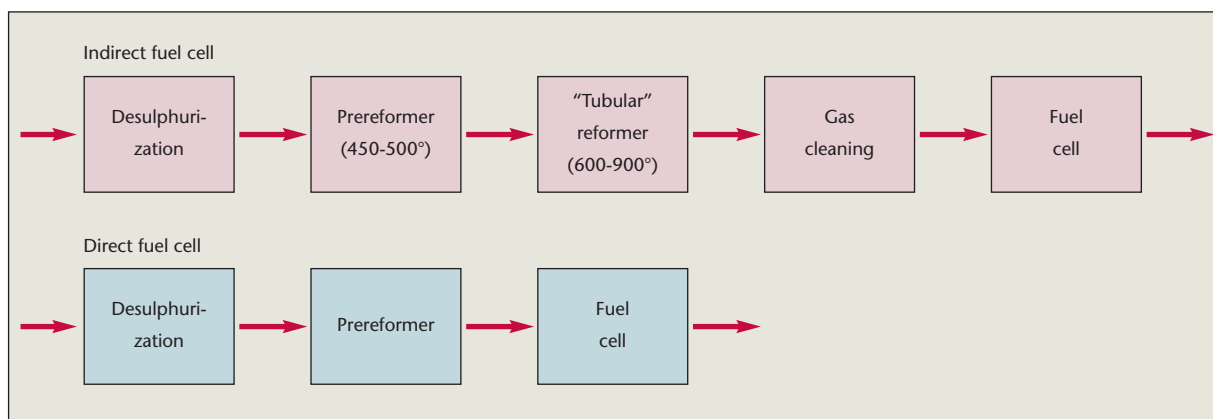 Indirect fuel cell
Desulphuri-
zation
Prereformer
(450-500°)
“Tubular”
reformer
(600-900°)
Gas
cleaning
Fuel
cell
Direct fuel cell
Desulphuri-
zation
Prereformer
Fuel
cell